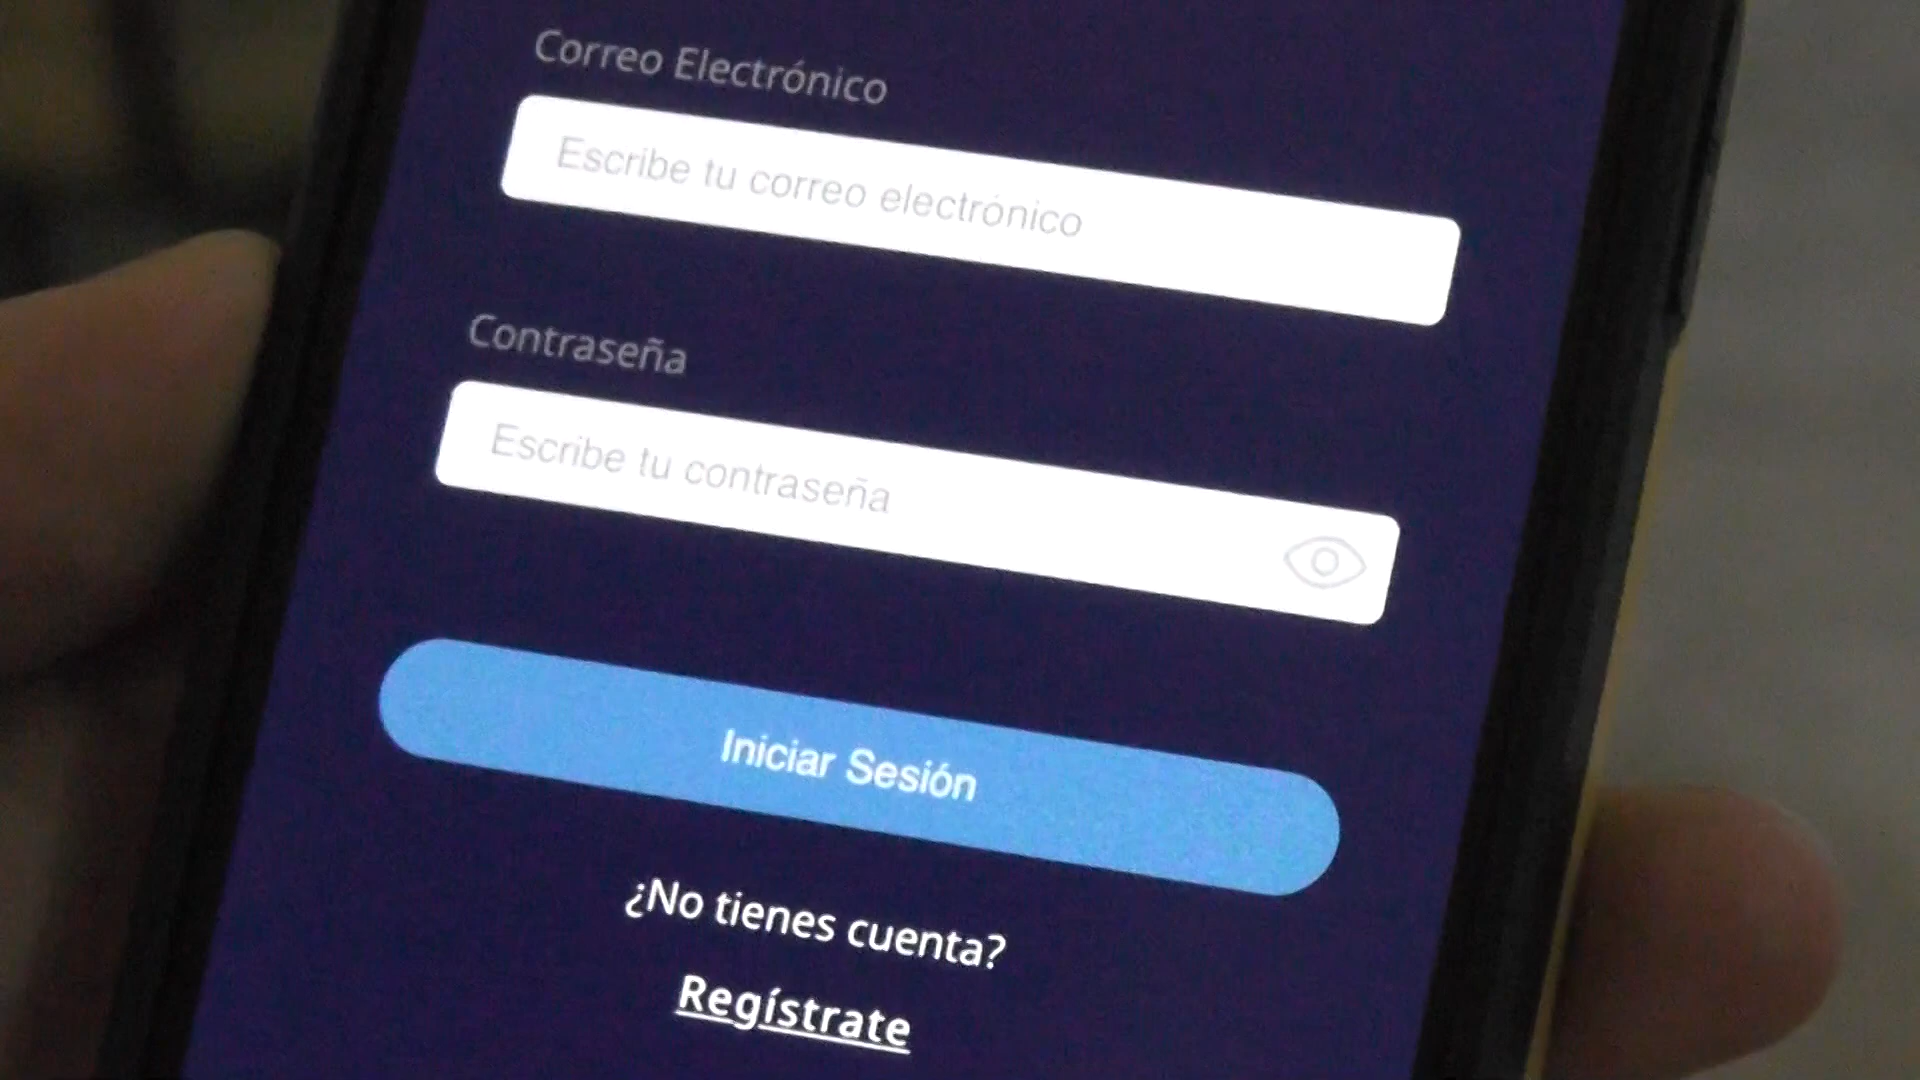 Correo Electrónico
Escribe tu correo electrónico
Contraseña
Escribe tu contraseña
Iniciar Sesión
¿No tienes cuenta?
Regístrate